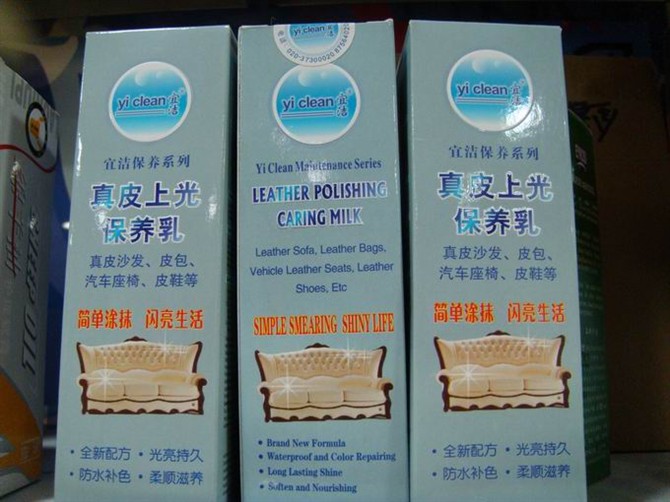 yi clean 宜洁
宜洁保养系列
真皮上光
保养乳
真皮沙发、皮包、
汽车座椅、皮鞋等
简单涂抹 闪亮生活
• 全新配方 • 光亮持久
• 防水补色 • 柔顺滋养
yi clean
yi clean 宜洁
Yi Clean Maintenance Series
LEATHER POLISHING
CARING MILK
Leather Sofa, Leather Bags,
Vehicle Leather Seats, Leather
Shoes, Etc
SIMPLE SMEARING SHINY LIFE
• Brand New Formula
• Waterproof and Color Repairing
• Long Lasting Shine
• Soften and Nourishing
yi clean 宜洁
宜洁保养系列
真皮上光
保养乳
真皮沙发、皮包、
汽车座椅、皮鞋等
简单涂抹 闪亮生活
• 全新配方 • 光亮持久
• 防水补色 • 柔顺滋养